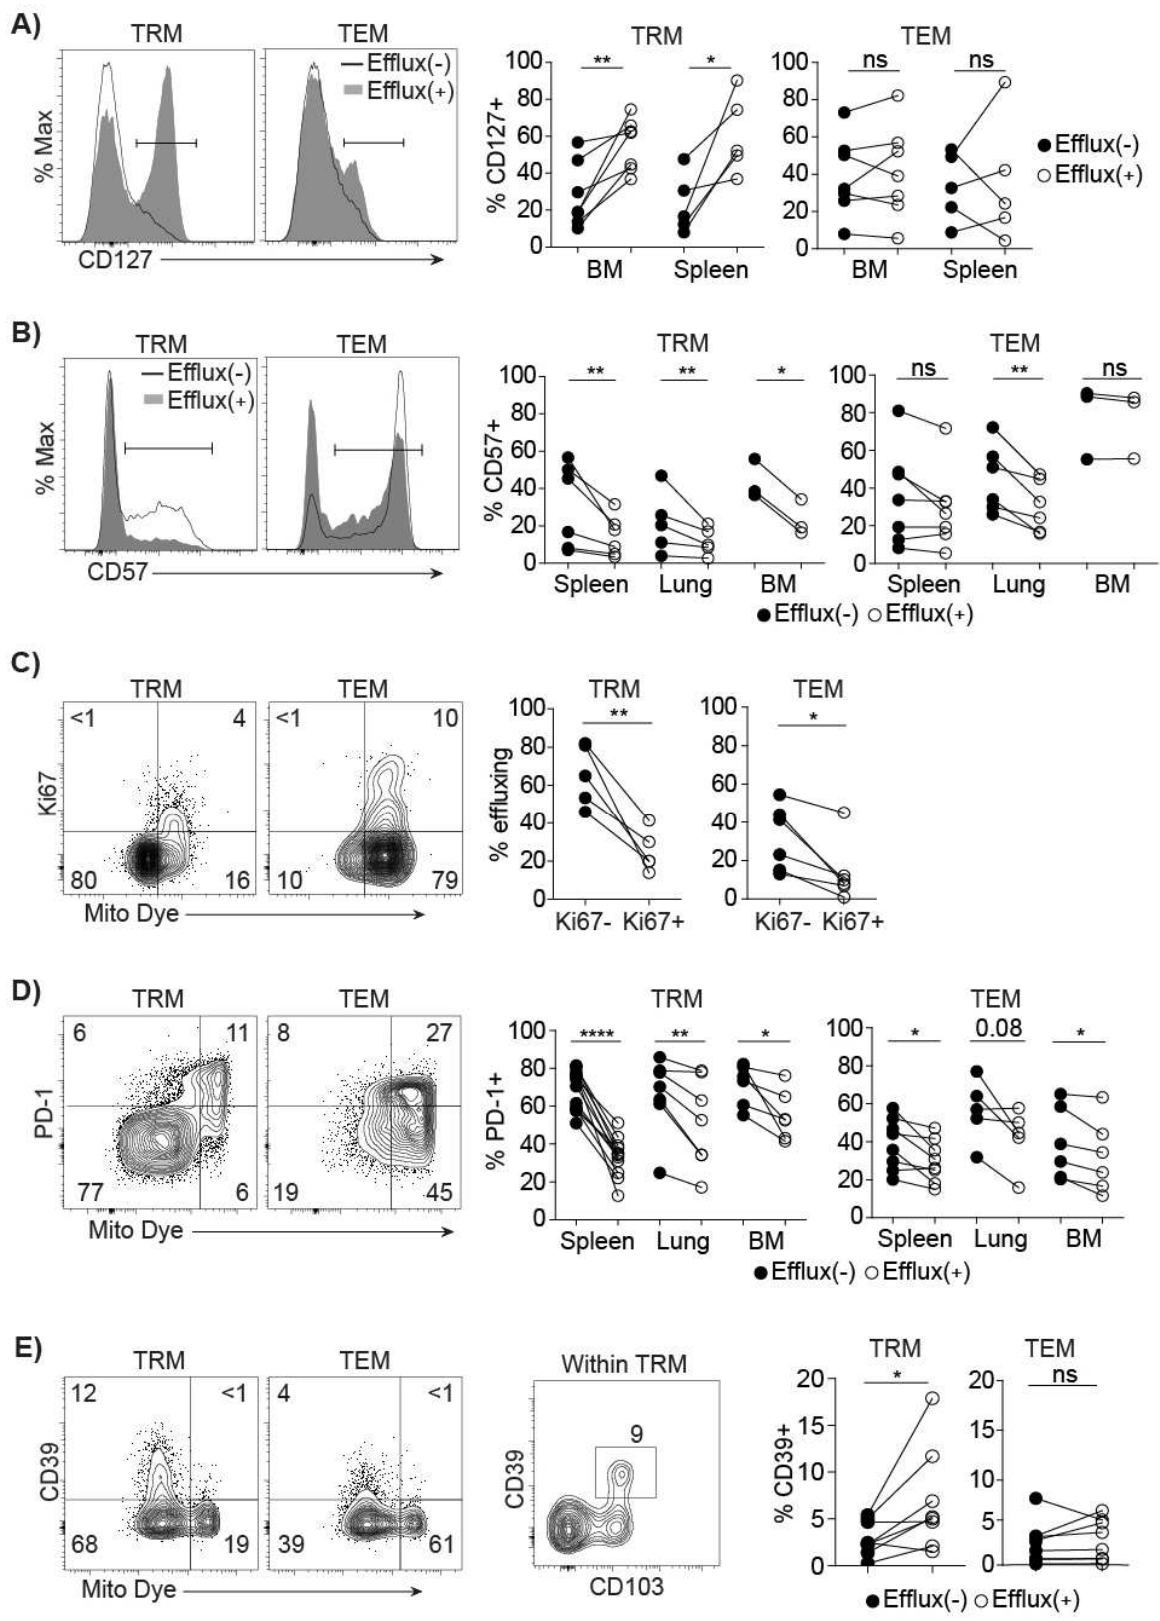 A)
TRM
TEM
Efflux(-)
Efflux(+)
% Max
CD127
TRM
TEM
% CD127+
100
80
60
40
20
0
**
*
BM
Spleen
100
80
60
40
20
0
ns
ns
BM
Spleen
Efflux(-)
Efflux(+)
B)
TRM
TEM
Efflux(-)
Efflux(+)
% Max
CD57
TRM
TEM
% CD57+
100
80
60
40
20
0
**
**
*
Spleen
Lung
BM
100
80
60
40
20
0
ns
**
ns
Spleen
Lung
BM
Efflux(-)
Efflux(+)
C)
TRM
TEM
<1
4
80
16
<1
10
10
79
Ki67
Mito Dye
TRM
TEM
% effluxing
100
80
60
40
20
0
**
Ki67-
Ki67+
100
80
60
40
20
0
*
Ki67-
Ki67+
D)
TRM
TEM
6
11
77
6
8
27
19
45
PD-1
Mito Dye
TRM
TEM
% PD-1+
100
80
60
40
20
0
****
**
*
Spleen
Lung
BM
100
80
60
40
20
0
*
0.08
*
Spleen
Lung
BM
Efflux(-)
Efflux(+)
E)
TRM
TEM
12
<1
68
19
4
<1
39
61
CD39
Mito Dye
Within TRM
9
CD39
CD103
TRM
TEM
% CD39+
20
15
10
5
0
*
20
15
10
5
0
ns
Efflux(-)
Efflux(+)